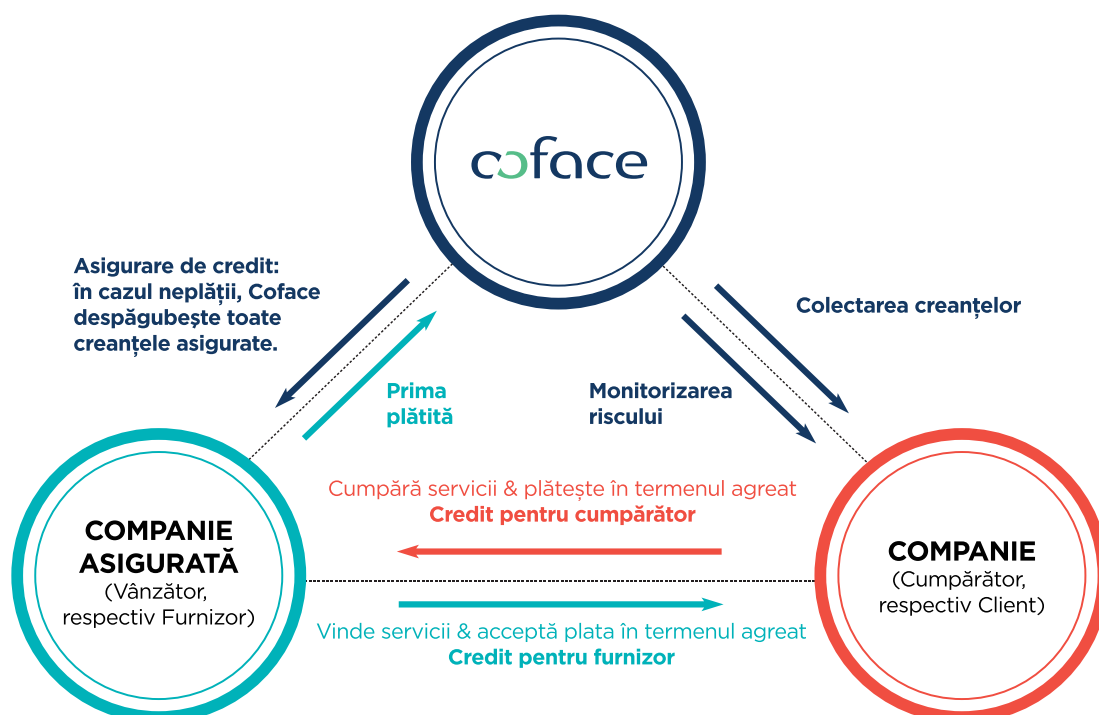 coface
Asigurare de credit:
în cazul neplății, Coface
despăgubește toate
creanțele asigurate.
Colectarea creanțelor
Prima
plătită
Monitorizarea
riscului
Cumpără servicii & plătește în termenul agreat
Credit pentru cumpărător
COMPANIE
ASIGURATĂ
(Vânzător,
respectiv Furnizor)
COMPANIE
(Cumpărător,
respectiv Client)
Vinde servicii & acceptă plata în termenul agreat
Credit pentru furnizor